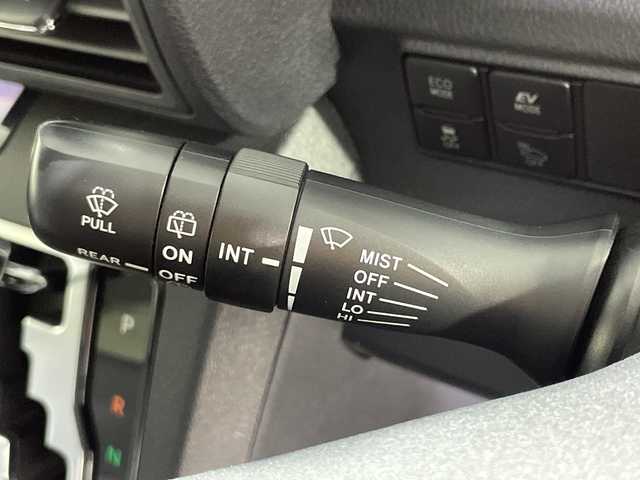 ECO
MODE
EV
MODE
PULL
REAR
ON
OFF
INT
MIST
OFF
INT
LO
HI
P
R
N